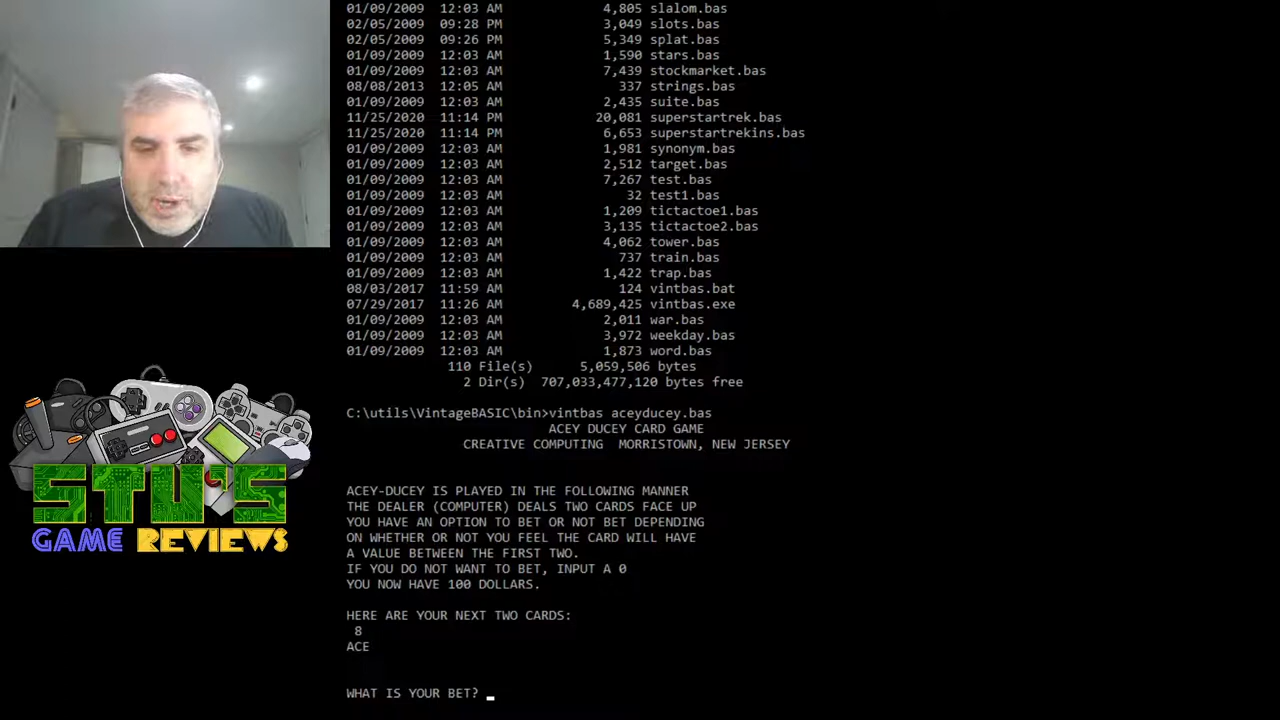 01/09/2009 12:03 AM 4,805 slalom.bas
02/05/2009 09:28 PM 3,049 slots.bas
02/05/2009 09:26 PM 5,349 splat.bas
01/09/2009 12:03 AM 1,590 stars.bas
01/09/2009 12:03 AM 7,439 stockmarket.bas
08/08/2013 12:05 AM 337 strings.bas
01/09/2009 12:03 AM 2,435 suite.bas
11/25/2020 11:14 PM 20,081 superstartrek.bas
11/25/2020 11:14 PM 6,653 superstartrekins.bas
01/09/2009 12:03 AM 1,981 synonym.bas
01/09/2009 12:03 AM 2,512 target.bas
01/09/2009 12:03 AM 7,267 test.bas
01/09/2009 12:03 AM 32 test1.bas
01/09/2009 12:03 AM 1,209 tictactoe1.bas
01/09/2009 12:03 AM 3,135 tictactoe2.bas
01/09/2009 12:03 AM 4,062 tower.bas
01/09/2009 12:03 AM 737 train.bas
01/09/2009 12:03 AM 1,422 trap.bas
08/03/2017 11:59 AM 124 vintbas.bat
07/29/2017 11:26 AM 4,689,425 vintbas.exe
01/09/2009 12:03 AM 2,011 war.bas
01/09/2009 12:03 AM 3,972 weekday.bas
01/09/2009 12:03 AM 1,873 word.bas
110 File(s) 5,059,506 bytes
2 Dir(s) 707,033,477,120 bytes free
C:\utils\VintageBASIC\bin>vintbas aceyducey.bas
ACEY DUCEY CARD GAME
CREATIVE COMPUTING MORRISTOWN, NEW JERSEY
ACEY-DUCEY IS PLAYED IN THE FOLLOWING MANNER
THE DEALER (COMPUTER) DEALS TWO CARDS FACE UP
YOU HAVE AN OPTION TO BET OR NOT BET DEPENDING
ON WHETHER OR NOT YOU FEEL THE CARD WILL HAVE
A VALUE BETWEEN THE FIRST TWO.
IF YOU DO NOT WANT TO BET, INPUT A 0
YOU NOW HAVE 100 DOLLARS.
HERE ARE YOUR NEXT TWO CARDS:
8
ACE
WHAT IS YOUR BET?
STU'S
GAME REVIEWS